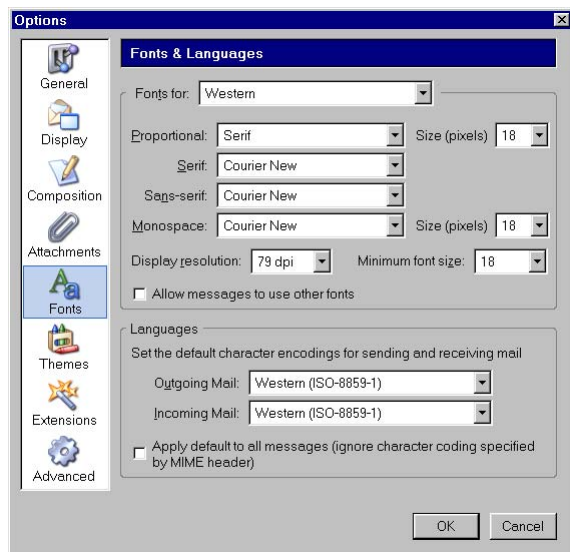 Options
General
Display
Composition
Attachments
Fonts
Themes
Extensions
Advanced
Fonts & Languages
Fonts for: Western
Proportional: Serif Size (pixels) 18
Serif: Courier New
Sans-serif: Courier New
Monospace: Courier New Size (pixels) 18
Display resolution: 79 dpi Minimum font size: 18
Allow messages to use other fonts
Languages
Set the default character encodings for sending and receiving mail
Outgoing Mail: Western (ISO-8859-1)
Incoming Mail: Western (ISO-8859-1)
Apply default to all messages (ignore character coding specified
by MIME header)
OK Cancel